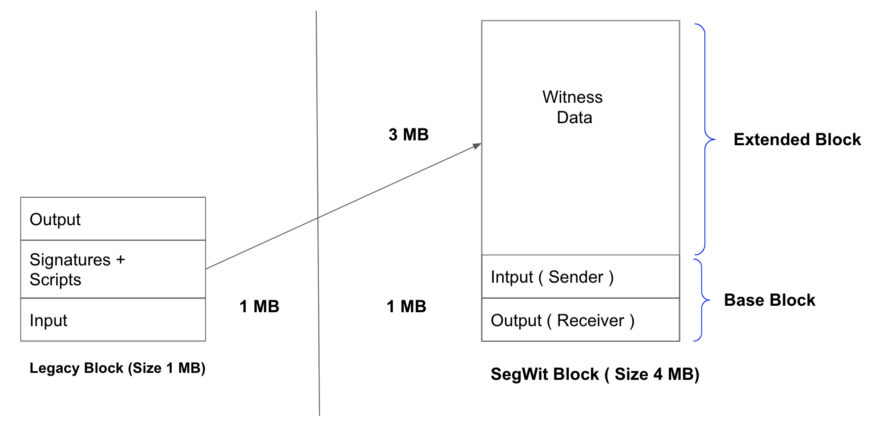 Output
Signatures +
Scripts
Input
1 MB
Legacy Block (Size 1 MB)
3 MB
1 MB
Witness
Data
Intput ( Sender )
Output ( Receiver )
SegWit Block ( Size 4 MB)
Extended Block
Base Block